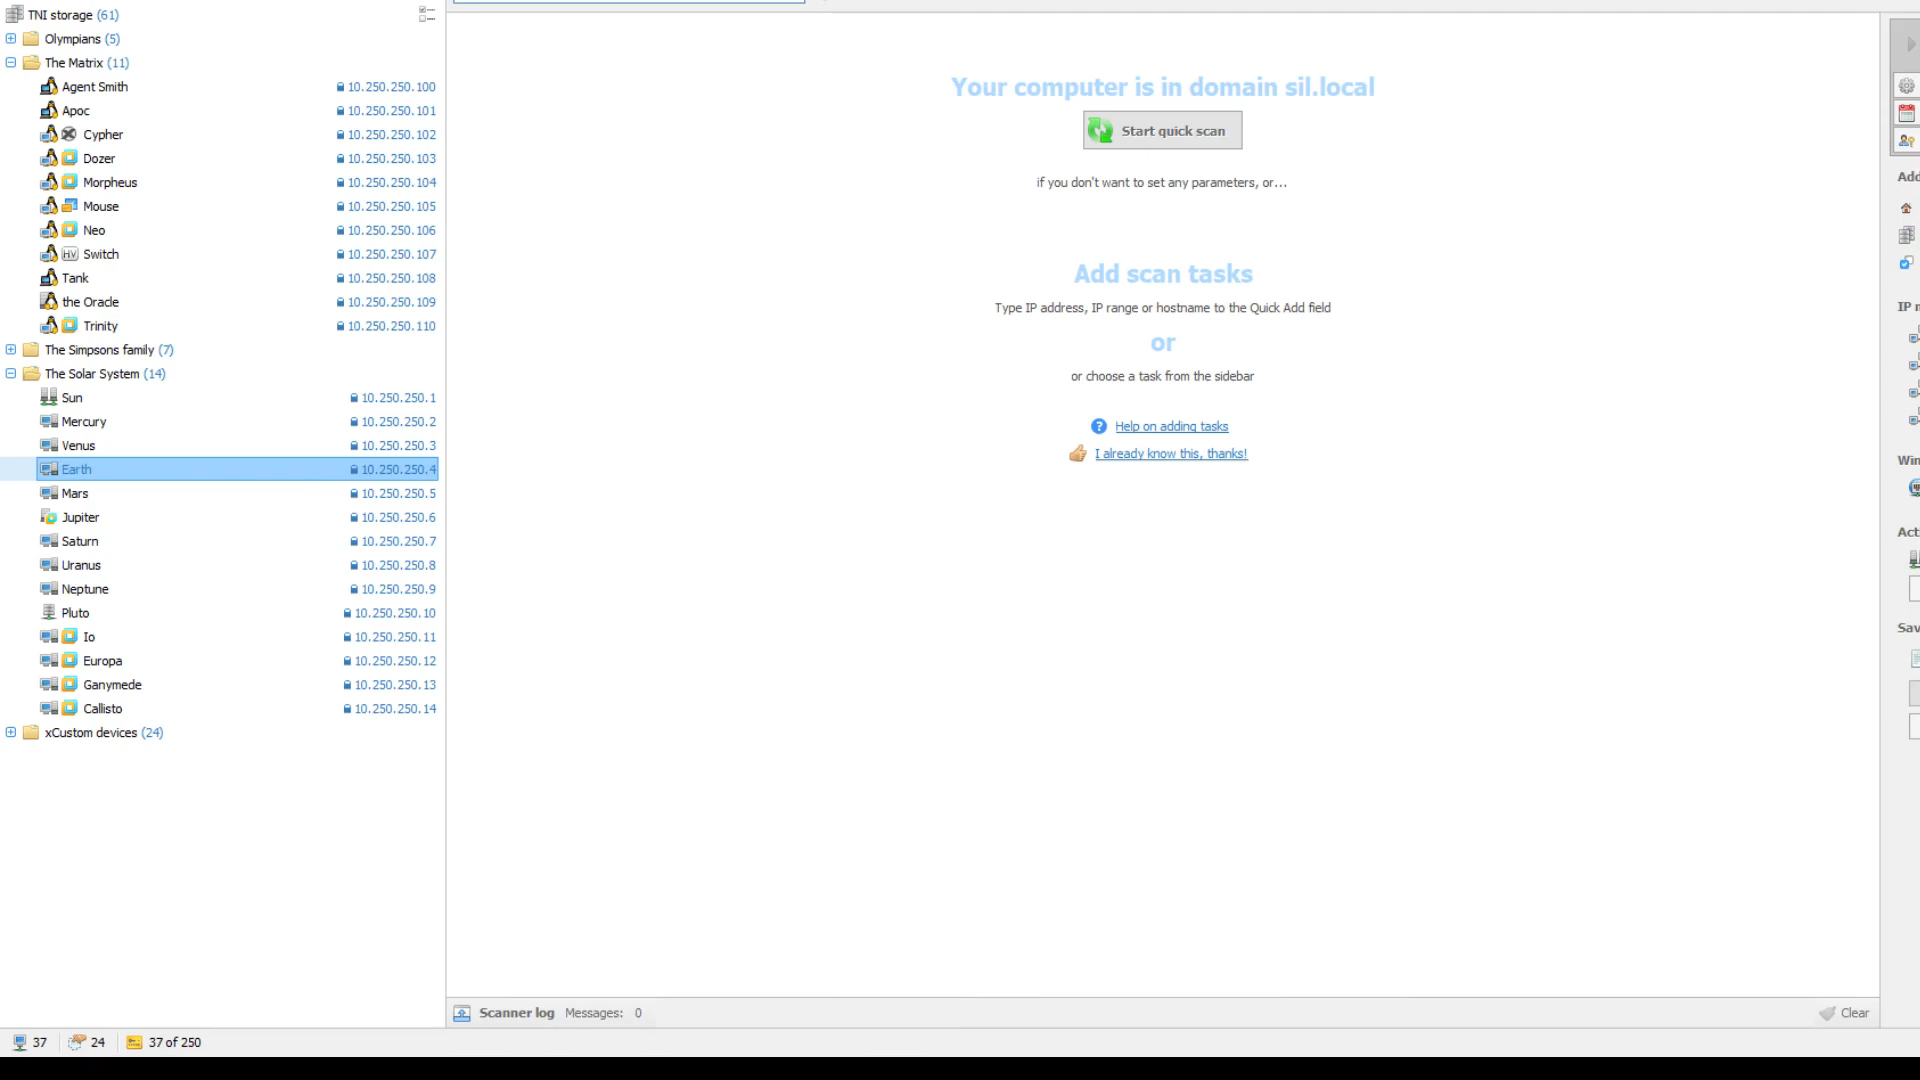 TNI storage (61)
Olympians (5)
The Matrix (11)
Agent Smith 10.250.250.100
Apoc 10.250.250.101
Cypher 10.250.250.102
Dozer 10.250.250.103
Morpheus 10.250.250.104
Mouse 10.250.250.105
Neo 10.250.250.106
HV Switch 10.250.250.107
Tank 10.250.250.108
the Oracle 10.250.250.109
Trinity 10.250.250.110
The Simpsons family (7)
The Solar System (14)
Sun 10.250.250.1
Mercury 10.250.250.2
Venus 10.250.250.3
Earth 10.250.250.4
Mars 10.250.250.5
Jupiter 10.250.250.6
Saturn 10.250.250.7
Uranus 10.250.250.8
Neptune 10.250.250.9
Pluto 10.250.250.10
Io 10.250.250.11
Europa 10.250.250.12
Ganymede 10.250.250.13
Callisto 10.250.250.14
xCustom devices (24)
Your computer is in domain sil.local
Start quick scan
if you don't want to set any parameters, or...
Add scan tasks
Type IP address, IP range or hostname to the Quick Add field
or
or choose a task from the sidebar
Help on adding tasks
I already know this, thanks!
Scanner log Messages: 0
Clear
37 24 37 of 250